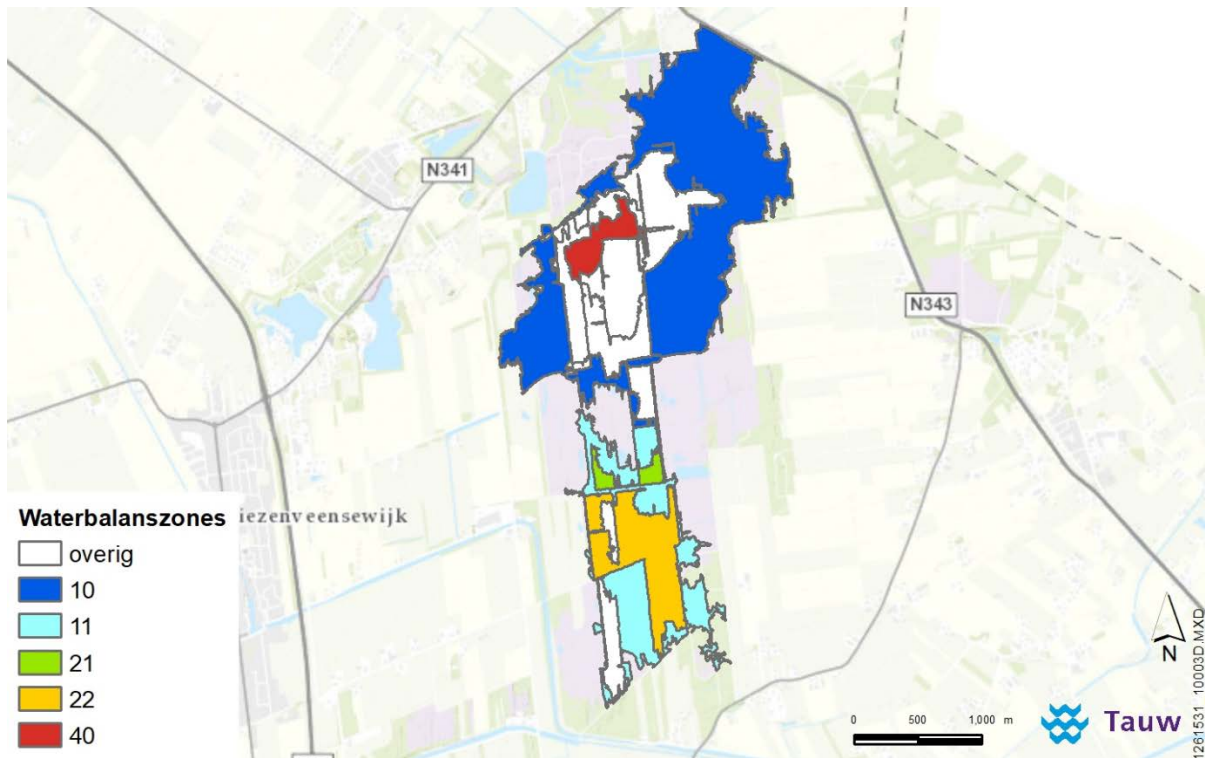 N341
N343
Waterbalanszones
iezenveensewijk
overig
10
11
21
22
40
N
0 500 1,000 m
Tauw
1261531 10003D.MXD